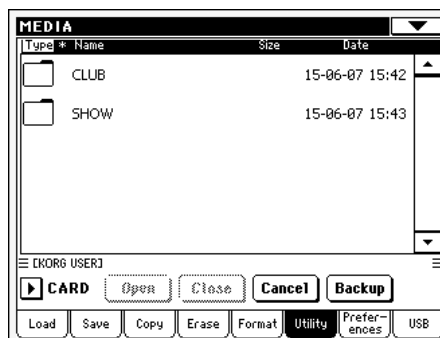 MEDIA
Type * Name Size Date
CLUB 15-06-07 15:42
SHOW 15-06-07 15:43
[KORG USER]
CARD Open Close Cancel Backup
Load Save Copy Erase Format Utility Prefer-ences USB